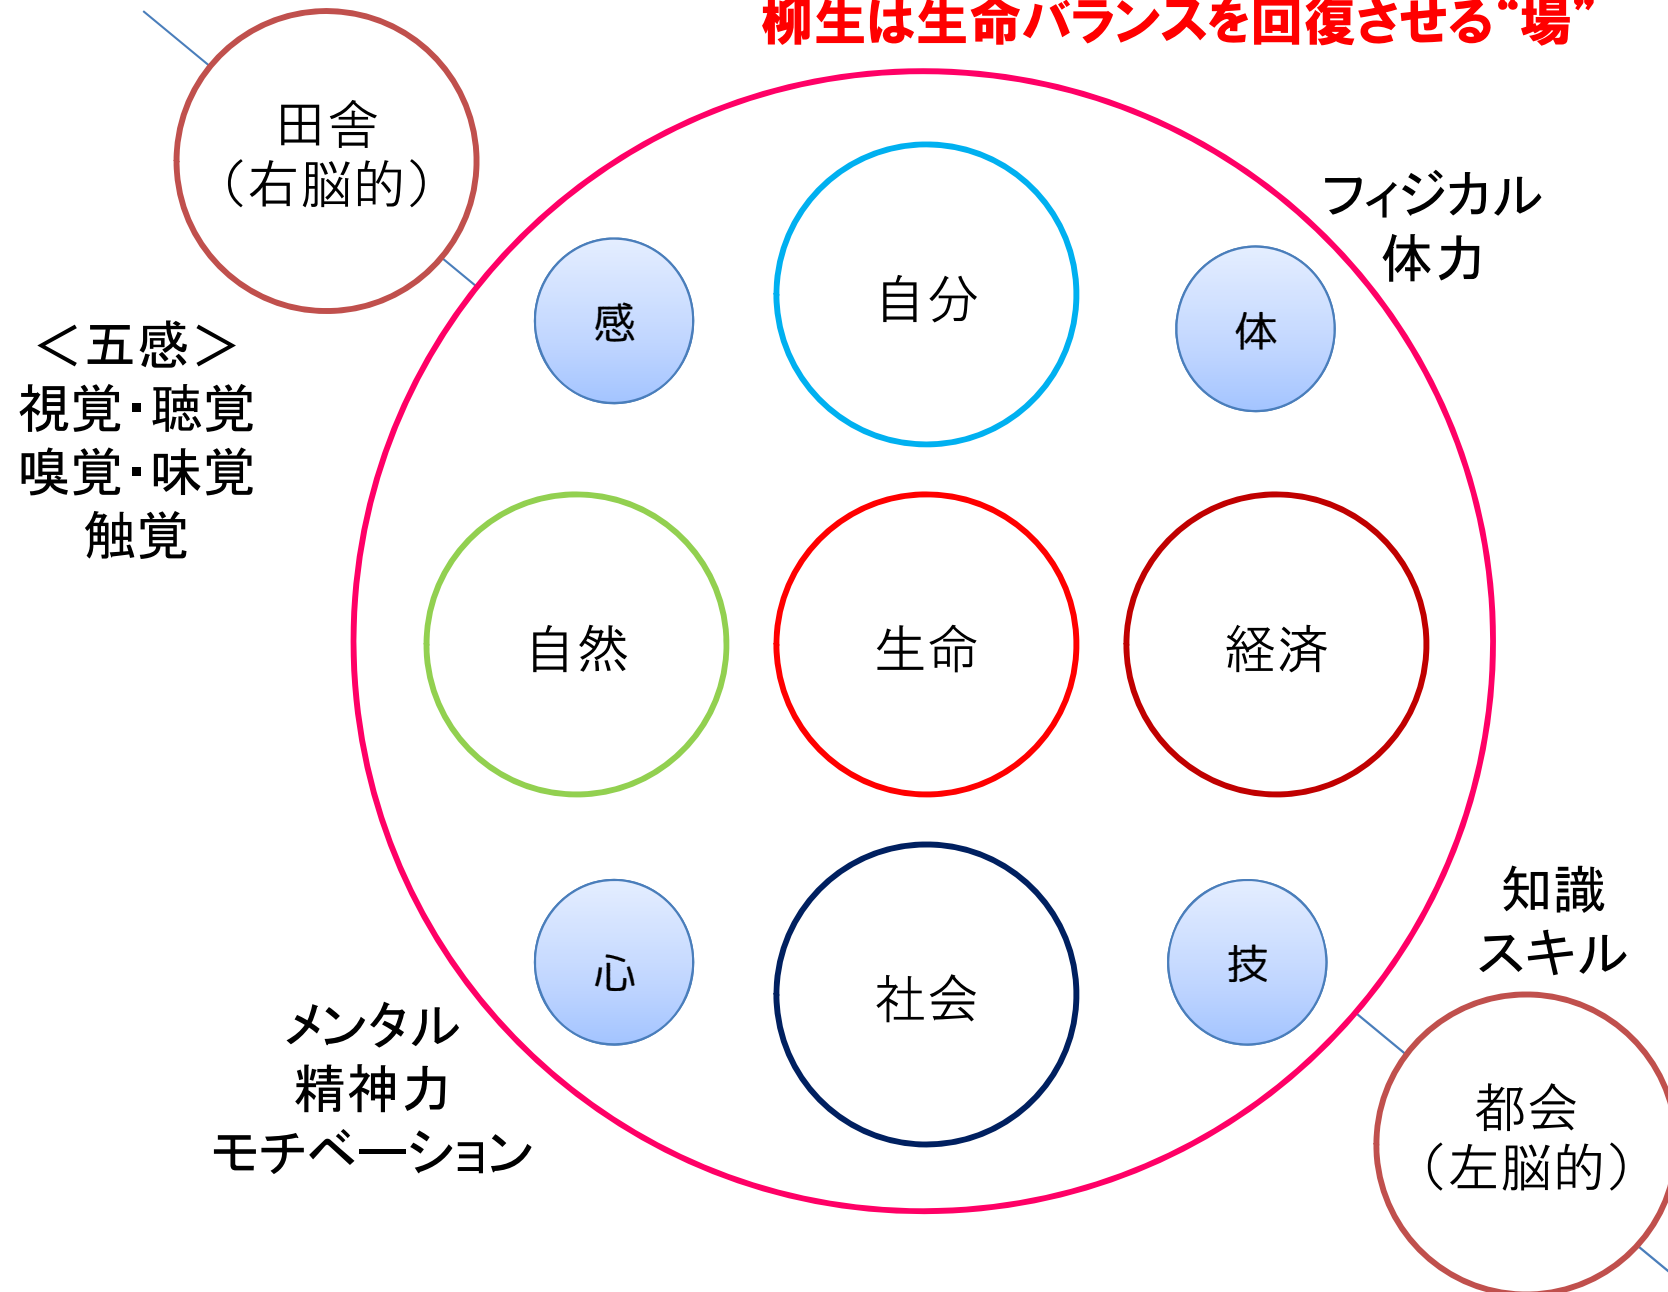 柳生は生命バランスを回復させる“場”
田舎
（右脳的）
フィジカル
体力
感
自分
体
＜五感＞
視覚・聴覚
嗅覚・味覚
触覚
自然
生命
経済
知識
スキル
心
社会
技
メンタル
精神力
モチベーション
都会
（左脳的）